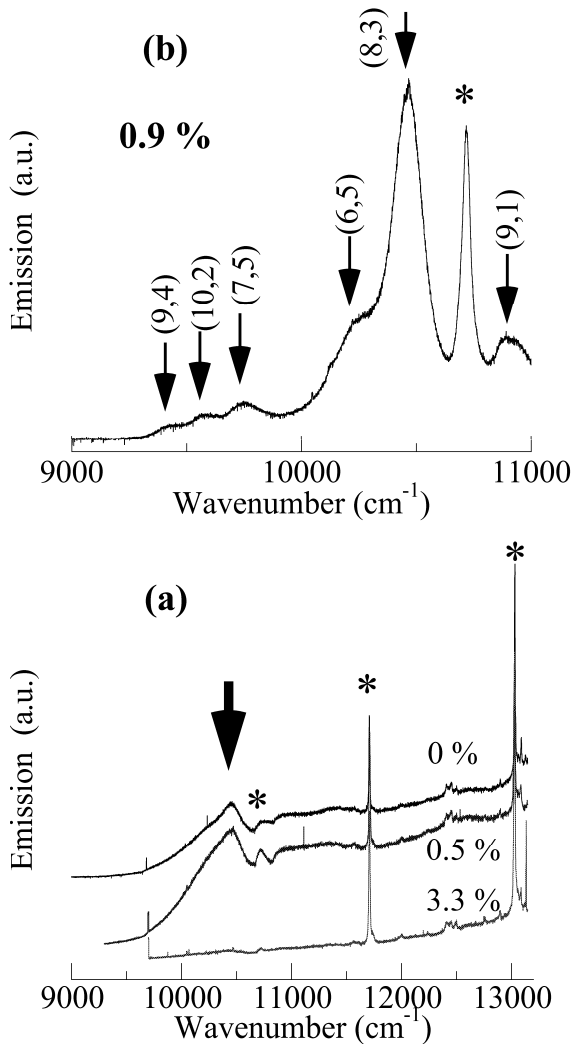 (b)
0.9 %
(9,4)
(10,2)
(7,5)
(6,5)
(8,3)
*
(9,1)
Emission (a.u.)
9000 10000 11000
Wavenumber (cm-1)
(a)
*
*
*
0 %
0.5 %
3.3 %
Emission (a.u.)
9000 10000 11000 12000 13000
Wavenumber (cm-1)